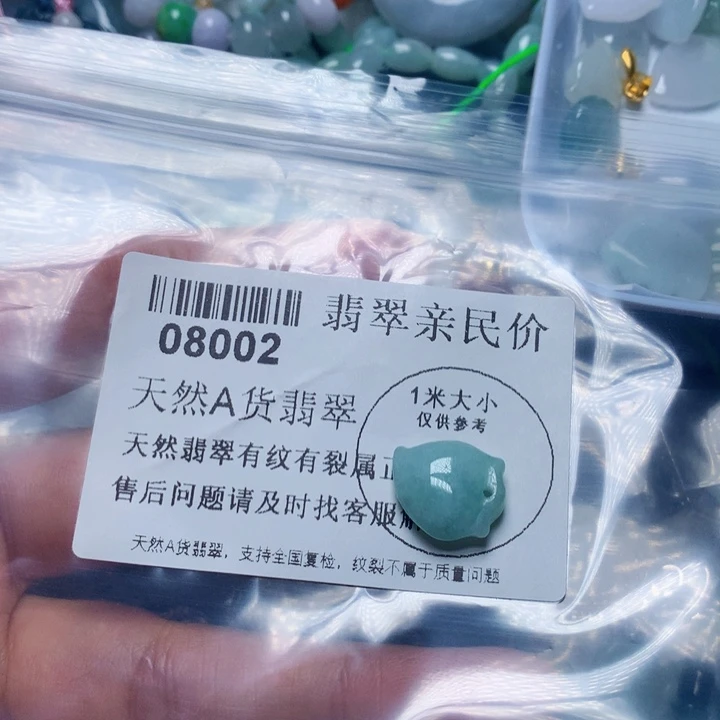 08002
翡翠亲民价
天然A货翡翠
1米大小
仅供参考
天然翡翠有纹有裂属
售后问题请及时找客服
天然A货翡翠，支持全国复检，纹裂不属于质量问题